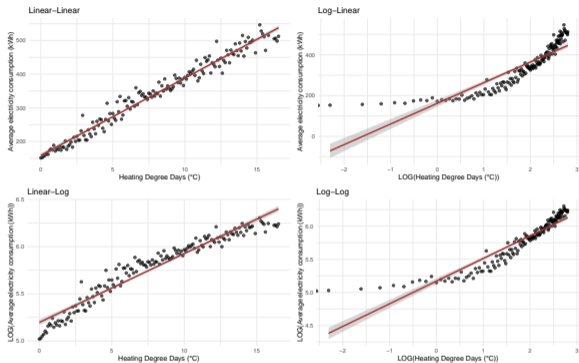 Linear−Linear
Average electricity consumption (kWh)
500
400
300
200
0
5
10
15
Heating Degree Days (°C)
Log−Linear
Average electricity consumption (kWh)
400
200
0
−2
−1
0
1
2
3
LOG(Heating Degree Days (°C))
Linear−Log
LOG(Average electricity consumption [kWh])
6.5
6.0
5.5
5.0
0
5
10
15
Heating Degree Days (°C)
Log−Log
LOG(Average electricity consumption [kWh])
6.0
5.5
5.0
4.5
−2
−1
0
1
2
3
LOG(Heating Degree Days (°C))